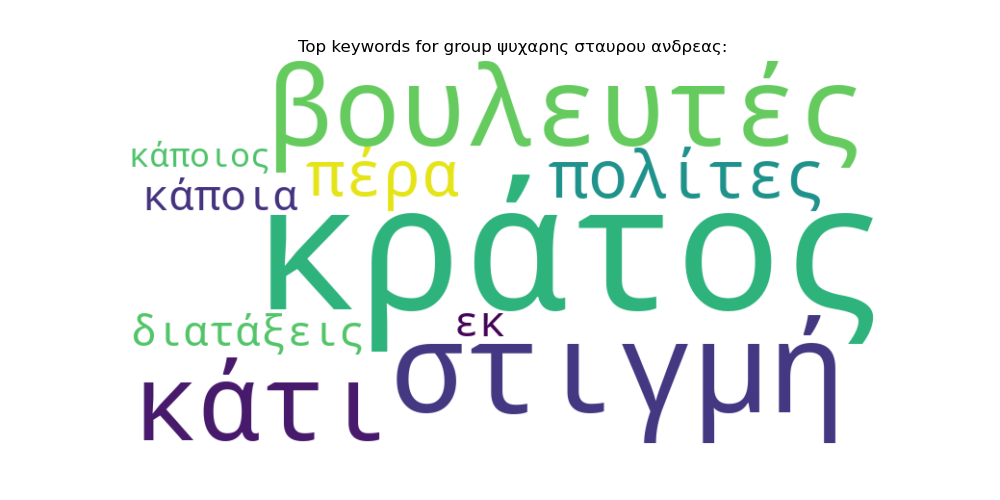 Top keywords for group ψυχαρης σταυρου ανδρεας:
βουλευτές
κάποιος
πέρα
πολίτες
κάποια
κράτος
διατάξεις
εκ
στιγμή
κάτι